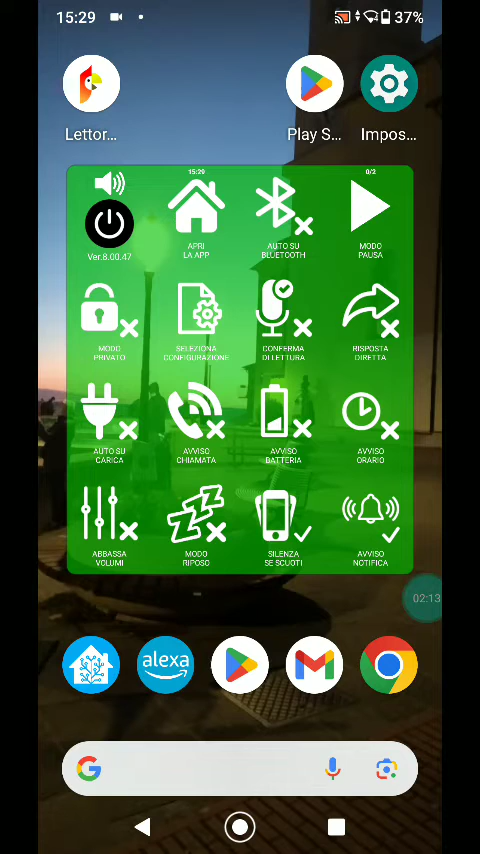 15:29
37%
Lettor...
Play S...
Impos...
15:29
0/2
Ver.8.00.47
APRI
LA APP
AUTO SU
BLUETOOTH
MODO
PAUSA
MODO
PRIVATO
SELEZIONA
CONFIGURAZIONE
CONFERMA
DI LETTURA
RISPOSTA
DIRETTA
AUTO SU
CARICA
AVVISO
CHIAMATA
AVVISO
BATTERIA
AVVISO
ORARIO
ABBASSA
VOLUMI
MODO
RIPOSO
SILENZA
SE SCUOTI
AVVISO
NOTIFICA
02:13
alexa